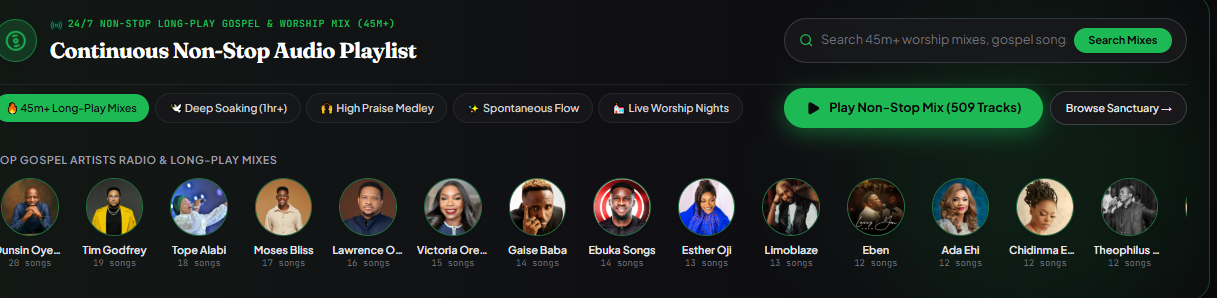 24/7 NON-STOP LONG-PLAY GOSPEL & WORSHIP MIX (45M+)
Continuous Non-Stop Audio Playlist
Search 45m+ worship mixes, gospel song
Search Mixes
45m+ Long-Play Mixes
Deep Soaking (1hr+)
High Praise Medley
Spontaneous Flow
Live Worship Nights
Play Non-Stop Mix (509 Tracks)
Browse Sanctuary →
OP GOSPEL ARTISTS RADIO & LONG-PLAY MIXES
Dunsin Oye...
20 songs
Tim Godfrey
19 songs
Tope Alabi
18 songs
Moses Bliss
17 songs
Lawrence O...
16 songs
Victoria Ore...
15 songs
Gaise Baba
14 songs
Ebuka Songs
14 songs
Esther Oji
13 songs
Limoblaze
13 songs
Eben
12 songs
Ada Ehi
12 songs
Chidinma E...
12 songs
Theophilus ...
12 songs